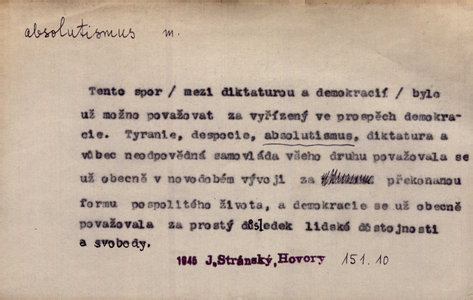 absolutismus m.
Tento spor / mezi diktaturou a demokracií / bylo
už možno považovat za vyřízený ve prospěch demokra-
cie. Tyranie, despocie, absolutismus, diktatura a
vůbec neodpovědná samovláda všeho druhu považovala se
už obecně v novodobém vývoji za překonanou
formu pospolitého života, a demokracie se už obecně
považovala za prostý důsledek lidské důstojnosti
a svobody.
1946 J.Stránský, Hovory 151.10